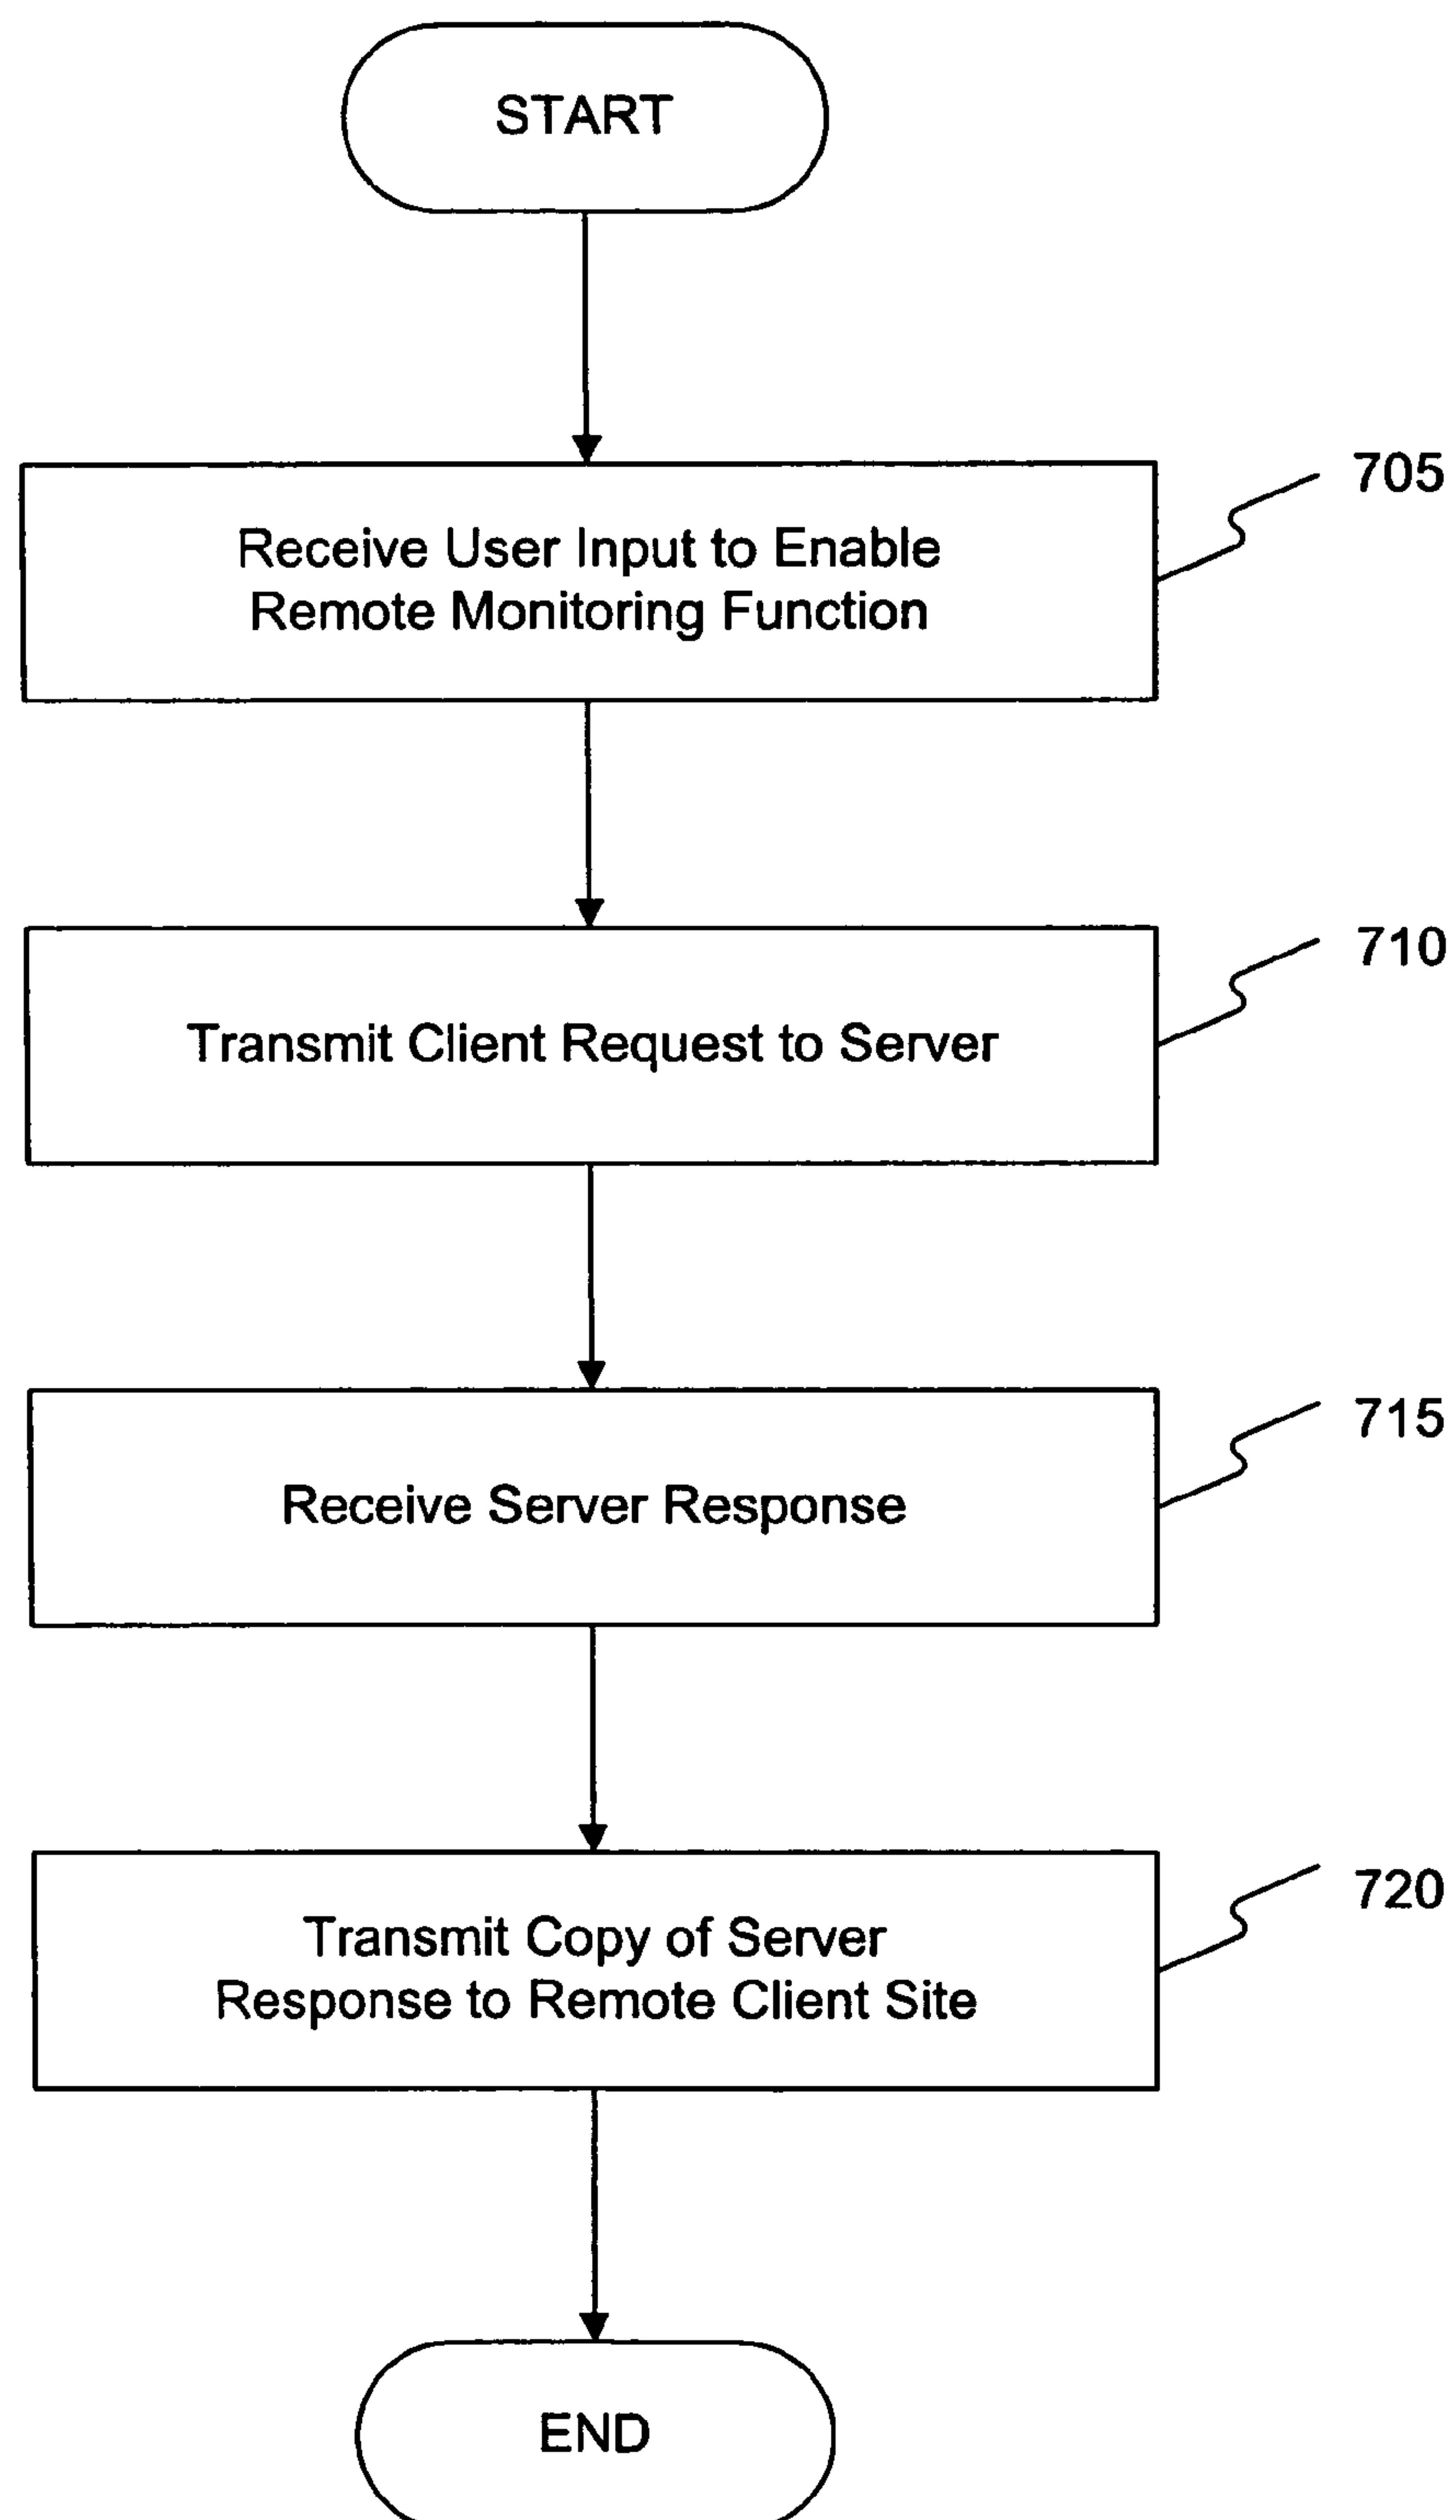 START
705
Receive User Input to Enable
Remote Monitoring Function
710
Transmit Client Request to Server
715
Receive Server Response
720
Transmit Copy of Server
Response to Remote Client Site
END